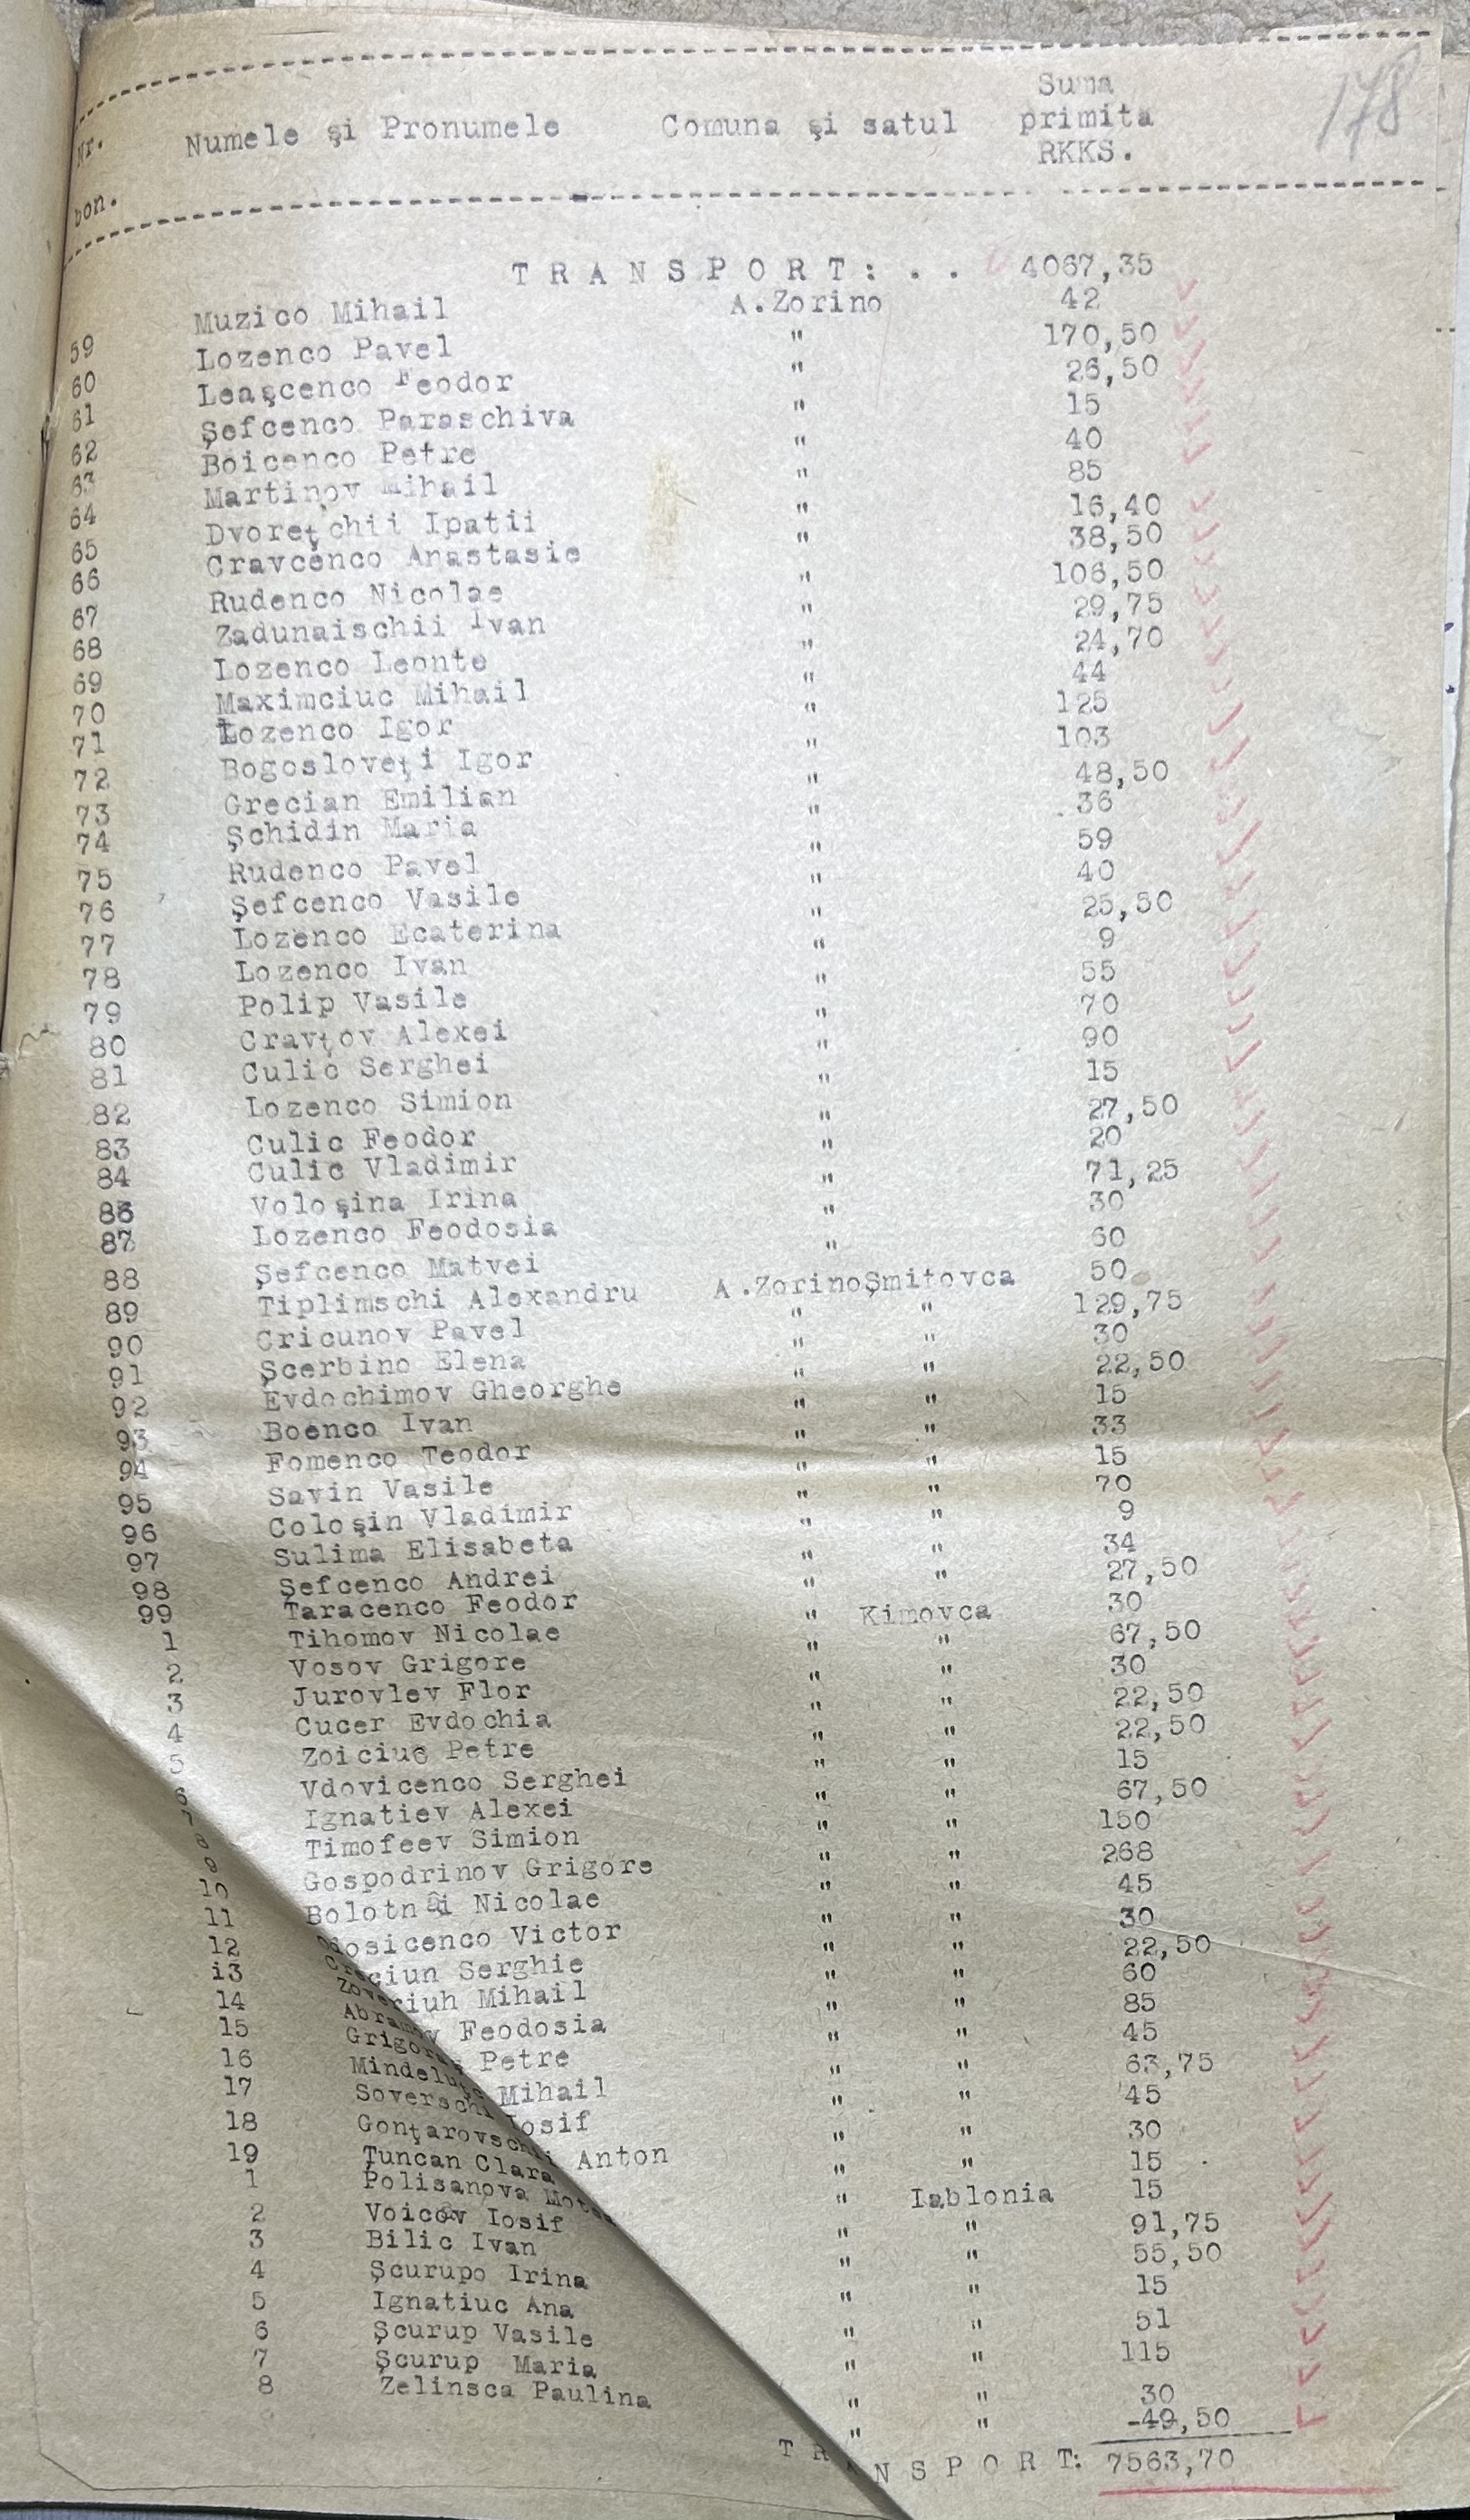 178
Nr. bon. Numele şi Pronumele Comuna şi satul Suma primita RKKS.
TRANSPORT: . . 4067,35
59 Muzico Mihail A.Zorino 42
60 Lozenco Pavel " 170,50
61 Leaşcenco Feodor " 26,50
62 Şefcenco Paraschiva " 15
63 Boicenco Petre " 40
64 Martinov Mihail " 85
65 Dvoreţchii Ipatii " 16,40
66 Cravcenco Anastasie " 38,50
67 Rudenco Nicolae " 106,50
68 Zadunaischii Ivan " 29,75
69 Lozenco Leonte " 24,70
70 Maximciuc Mihail " 44
71 Lozenco Igor " 125
72 Bogosloveţi Igor " 103
73 Grecian Emilian " 48,50
74 Şchidin Maria " 36
75 Rudenco Pavel " 59
76 Şefcenco Vasile " 40
77 Lozenco Ecaterina " 25,50
78 Lozenco Ivan " 9
79 Polip Vasile " 55
80 Cravţov Alexei " 70
81 Culic Serghei " 90
82 Lozenco Simion " 15
83 Culic Feodor " 27,50
84 Culic Vladimir " 20
86 Voloşina Irina " 71,25
87 Lozenco Feodosia " 30
88 Şefcenco Matvei " 60
89 Tiplimschi Alexandru A.ZorinoŞmitovca 50
90 Cricunov Pavel " " 129,75
91 Şcerbino Elena " " 30
92 Evdochimov Gheorghe " " 22,50
93 Boenco Ivan " " 15
94 Fomenco Teodor " " 33
95 Savin Vasile " " 15
96 Coloşin Vladimir " " 70
97 Sulima Elisabeta " " 9
98 Şefcenco Andrei " " 34
99 Taracenco Feodor " " 27,50
1 Tihomov Nicolae " Kimovca 30
2 Vosov Grigore " " 67,50
3 Jurovlev Flor " " 30
4 Cucer Evdochia " " 22,50
5 Zoiciuc Petre " " 22,50
6 Vdovicenco Serghei " " 15
7 Ignatiev Alexei " " 67,50
8 Timofeev Simion " " 150
9 Gospodrinov Grigore " " 268
10 Bolotnâi Nicolae " " 45
11 Odosicenco Victor " " 30
12 Creciun Serghie " " 22,50
13 Zoveriuh Mihail " " 60
14 Abramov Feodosia " " 85
15 Petre " " 45
16 Mihail " " 63,75
17 Soverschi Iosif " " 45
18 Gonţarovschi Anton " " 30
19 Ţuncan Clara " " 15
1 Polisanova " Iablonia 15
2 Voicov Iosif " " 91,75
3 Bilic Ivan " " 55,50
4 Şcurupo Irina " " 15
5 Ignatiuc Ana " " 51
6 Şcurup Vasile " " 115
7 Şcurup Maria " " 30
8 Zelinsca Paulina " " 49,50
TRANSPORT: 7563,70